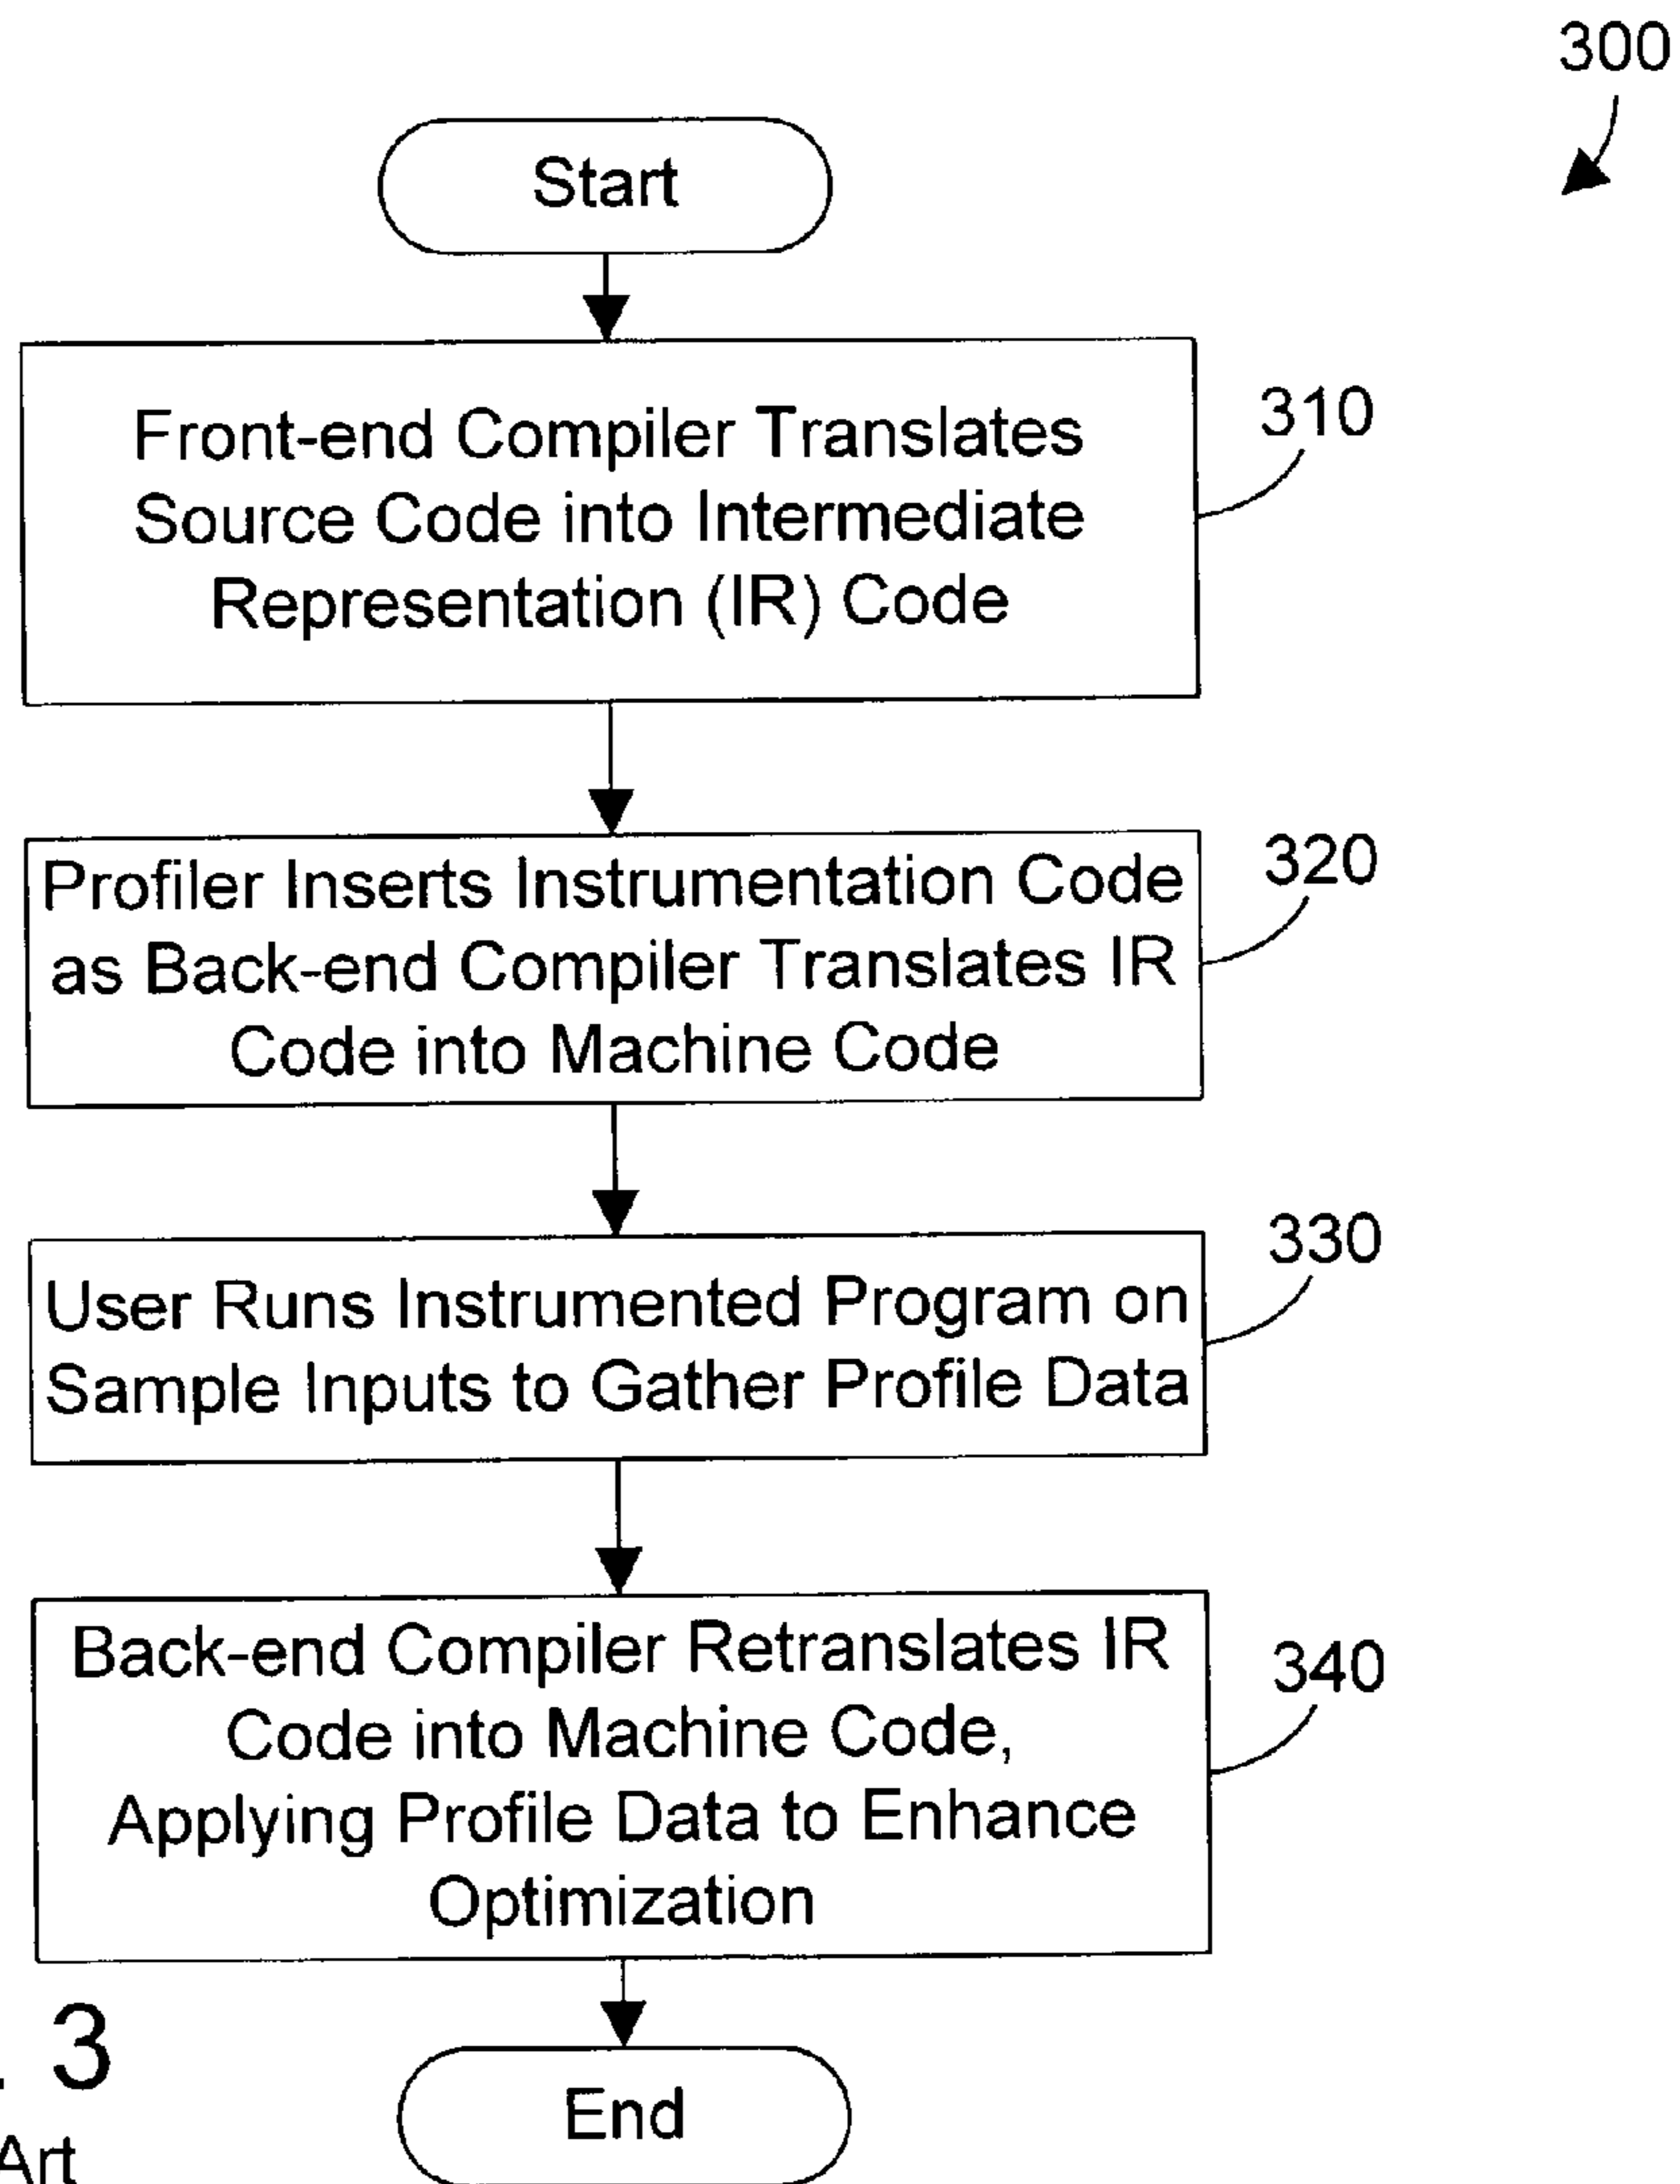 300
Start
Front-end Compiler Translates
Source Code into Intermediate
Representation (IR) Code
310
Profiler Inserts Instrumentation Code
as Back-end Compiler Translates IR
Code into Machine Code
320
User Runs Instrumented Program on
Sample Inputs to Gather Profile Data
330
Back-end Compiler Retranslates IR
Code into Machine Code,
Applying Profile Data to Enhance
Optimization
340
. 3
Art
End